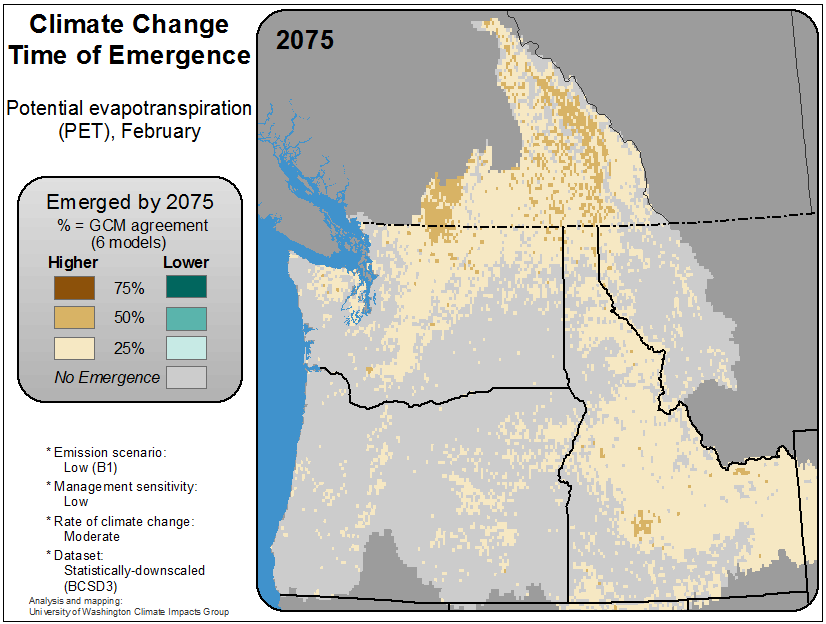 Climate Change
Time of Emergence
Potential evapotranspiration
(PET), February
Emerged by 2075
% = GCM agreement
(6 models)
Higher Lower
75%
50%
25%
No Emergence
* Emission scenario:
Low (B1)
* Management sensitivity:
Low
* Rate of climate change:
Moderate
* Dataset:
Statistically-downscaled
(BCSD3)
Analysis and mapping:
University of Washington Climate Impacts Group
2075